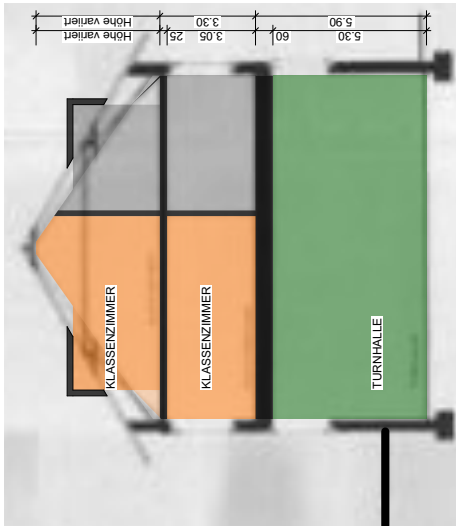 Höhe variiert
3.30
5.90
Höhe variiert
25
3.05
60
5.30
KLASSENZIMMER
KLASSENZIMMER
TURNHALLE